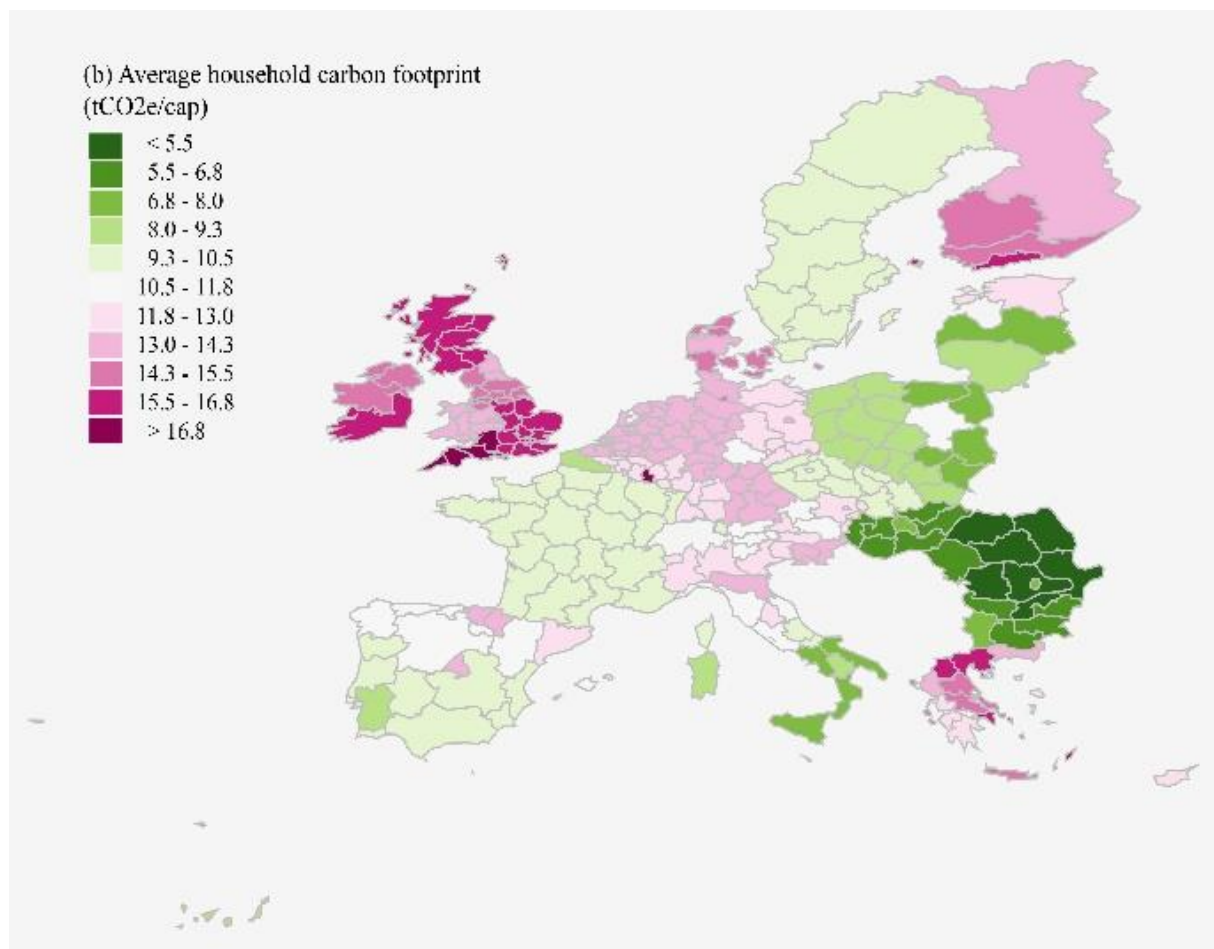 (b) Average household carbon footprint
(tCO2e/cap)
< 5.5
5.5 - 6.8
6.8 - 8.0
8.0 - 9.3
9.3 - 10.5
10.5 - 11.8
11.8 - 13.0
13.0 - 14.3
14.3 - 15.5
15.5 - 16.8
> 16.8